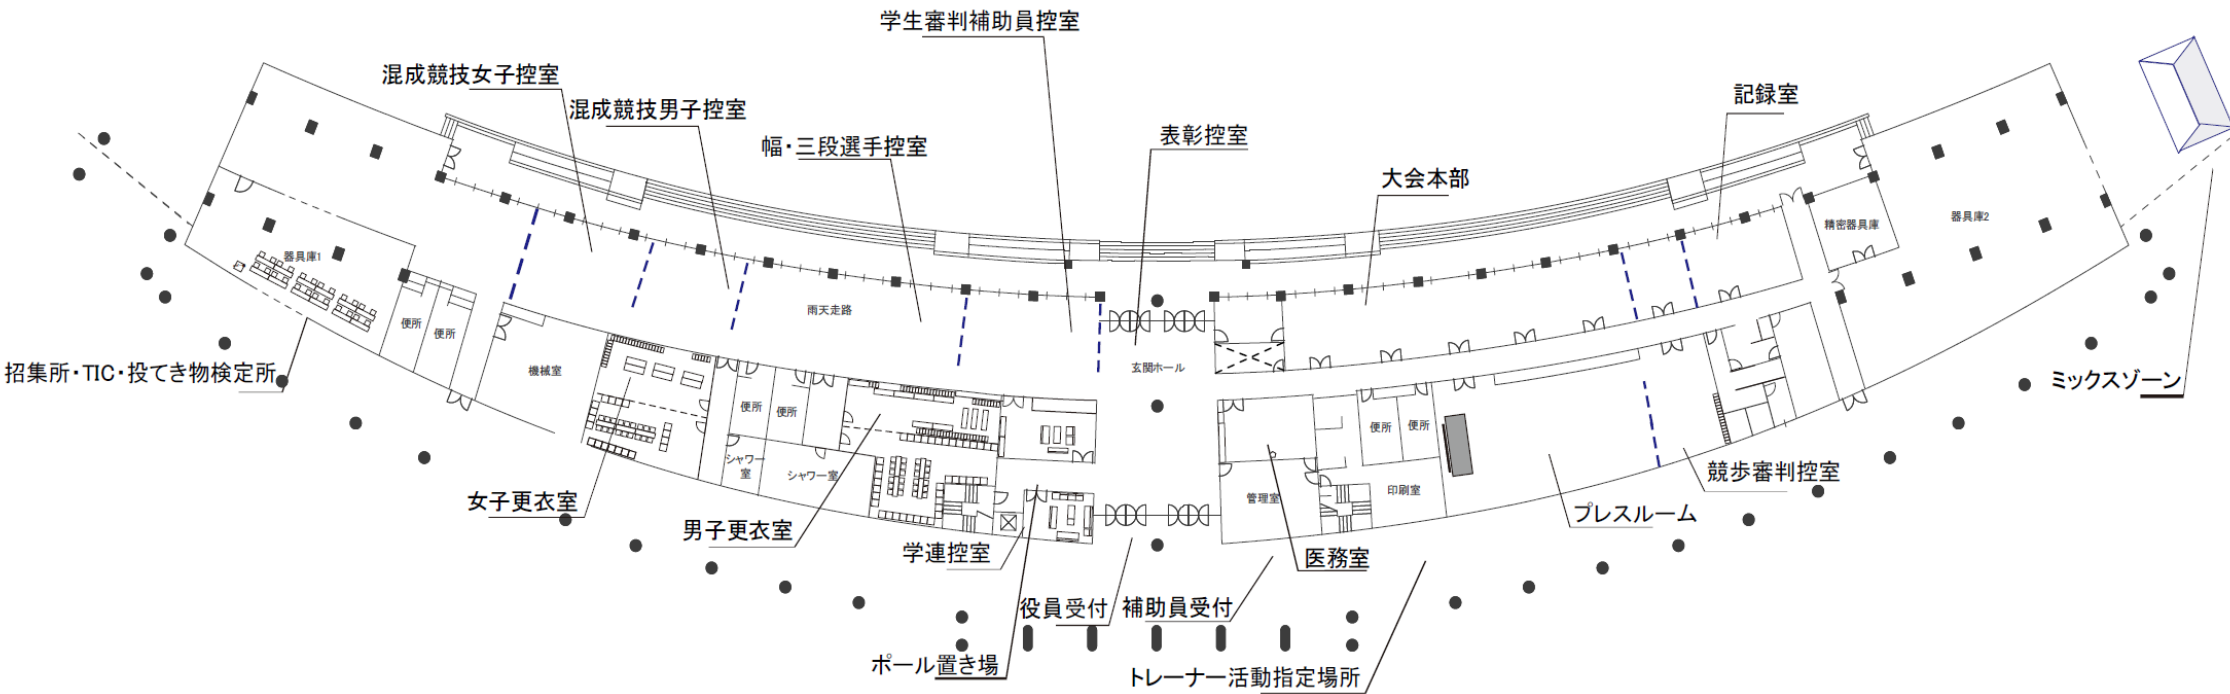 学生審判補助員控室
混成競技女子控室
混成競技男子控室
幅・三段選手控室
表彰控室
大会本部
記録室
精密器具庫
器具庫2
器具庫1
便所
便所
雨天走路
機械室
玄関ホール
招集所・TIC・投てき物検定所
ミックスゾーン
便所
便所
便所
便所
シャワー
室
シャワー室
管理室
印刷室
女子更衣室
男子更衣室
学連控室
医務室
プレスルーム
競歩審判控室
役員受付
補助員受付
ポール置き場
トレーナー活動指定場所